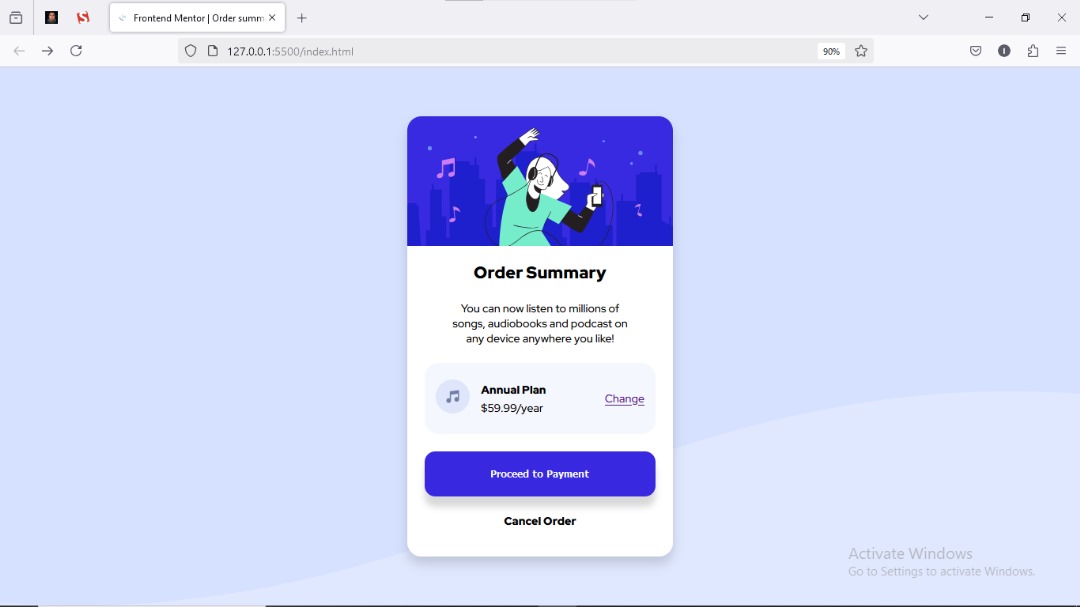 Frontend Mentor | Order summ
127.0.0.1:5500/index.html
90%
Order Summary
You can now listen to millions of
songs, audiobooks and podcast on
any device anywhere you like!
Annual Plan
$59.99/year
Change
Proceed to Payment
Cancel Order
Activate Windows
Go to Settings to activate Windows.